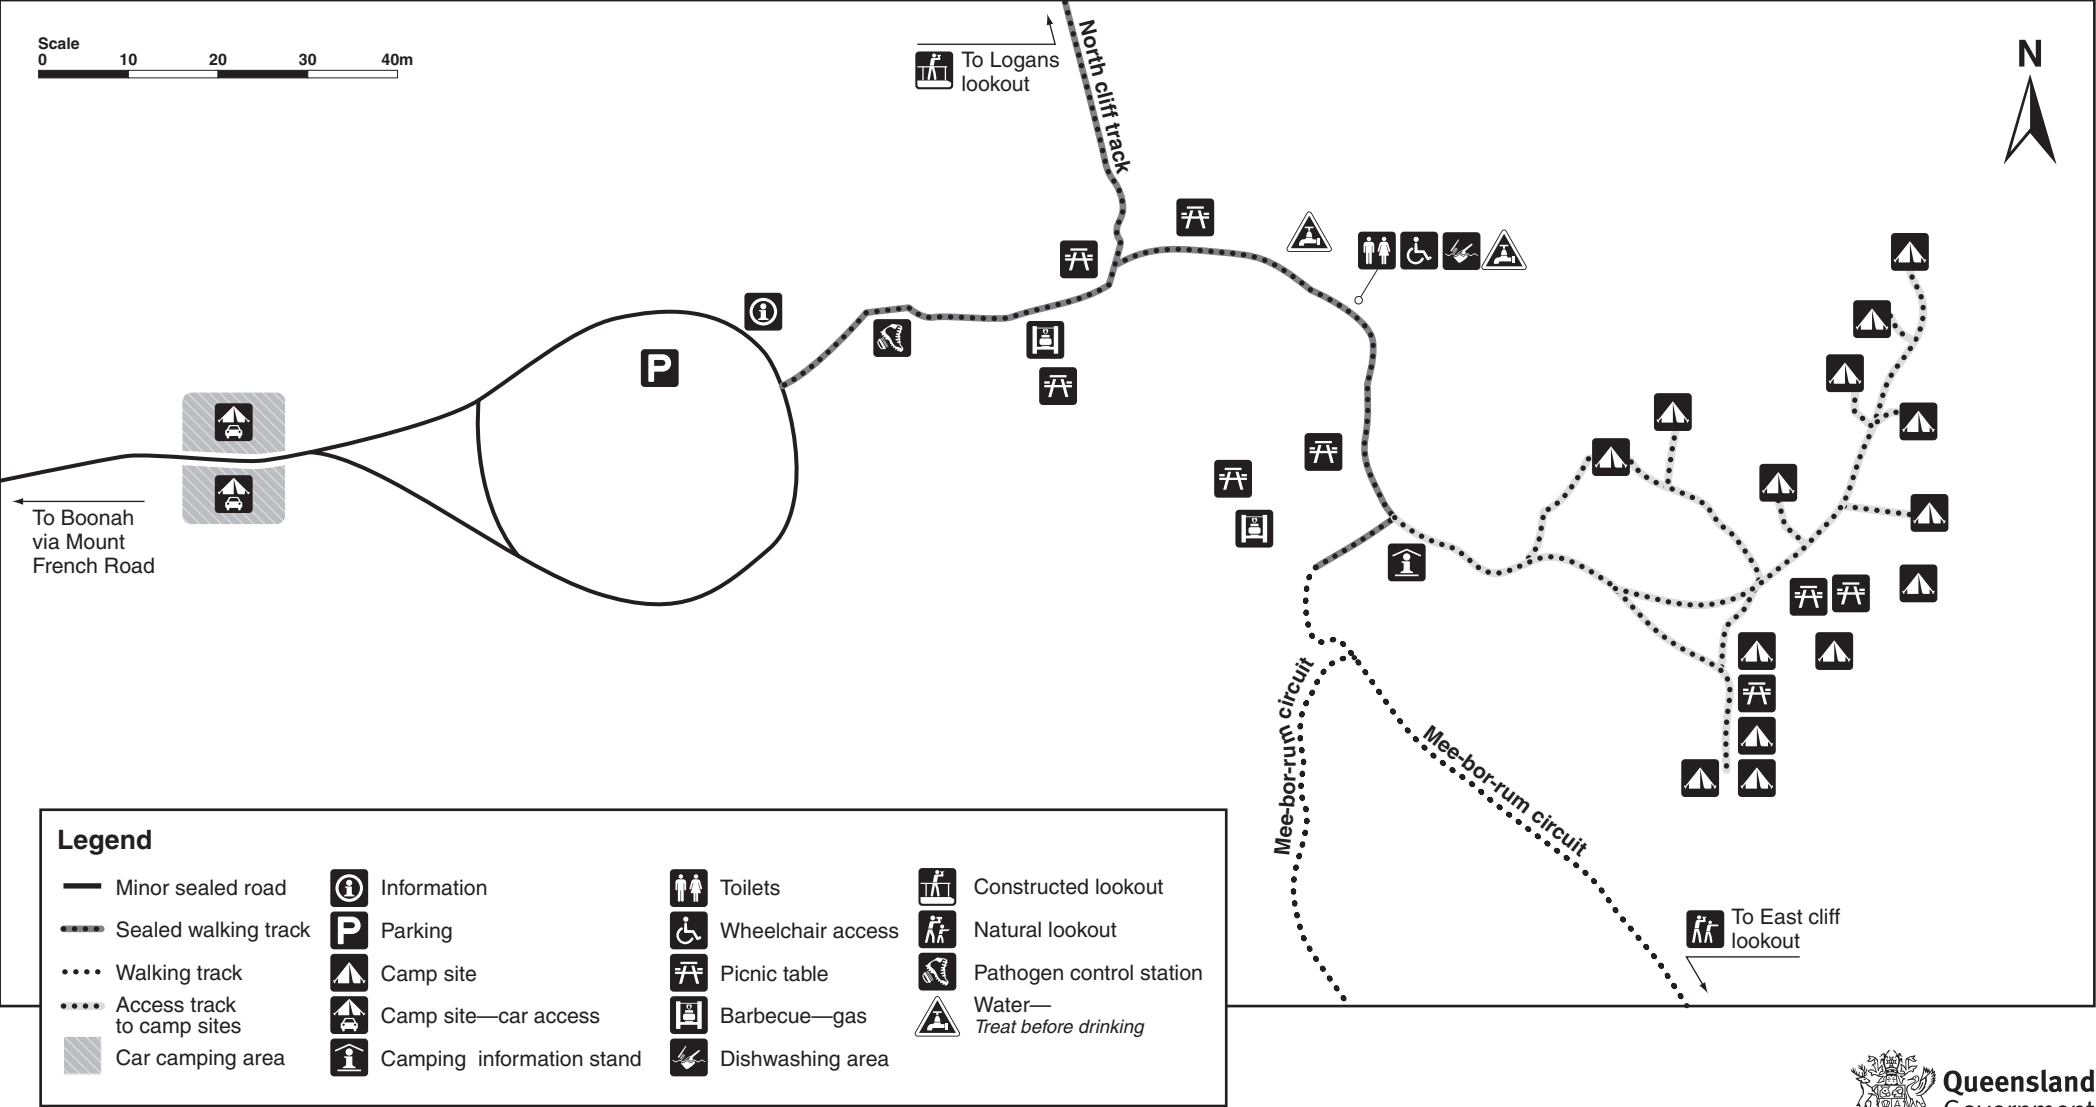 Scale
0 10 20 30 40m
To Logans
lookout
North cliff track
N
P
To Boonah
via Mount
French Road
Mee-bor-rum circuit
Mee-bor-rum circuit
To East cliff
lookout
Legend
Minor sealed road
Sealed walking track
Walking track
Access track
to camp sites
Car camping area
Information
P Parking
Camp site
Camp site—car access
Camping information stand
Toilets
Wheelchair access
Picnic table
Barbecue—gas
Dishwashing area
Constructed lookout
Natural lookout
Pathogen control station
Water—
Treat before drinking
Queensland
Government